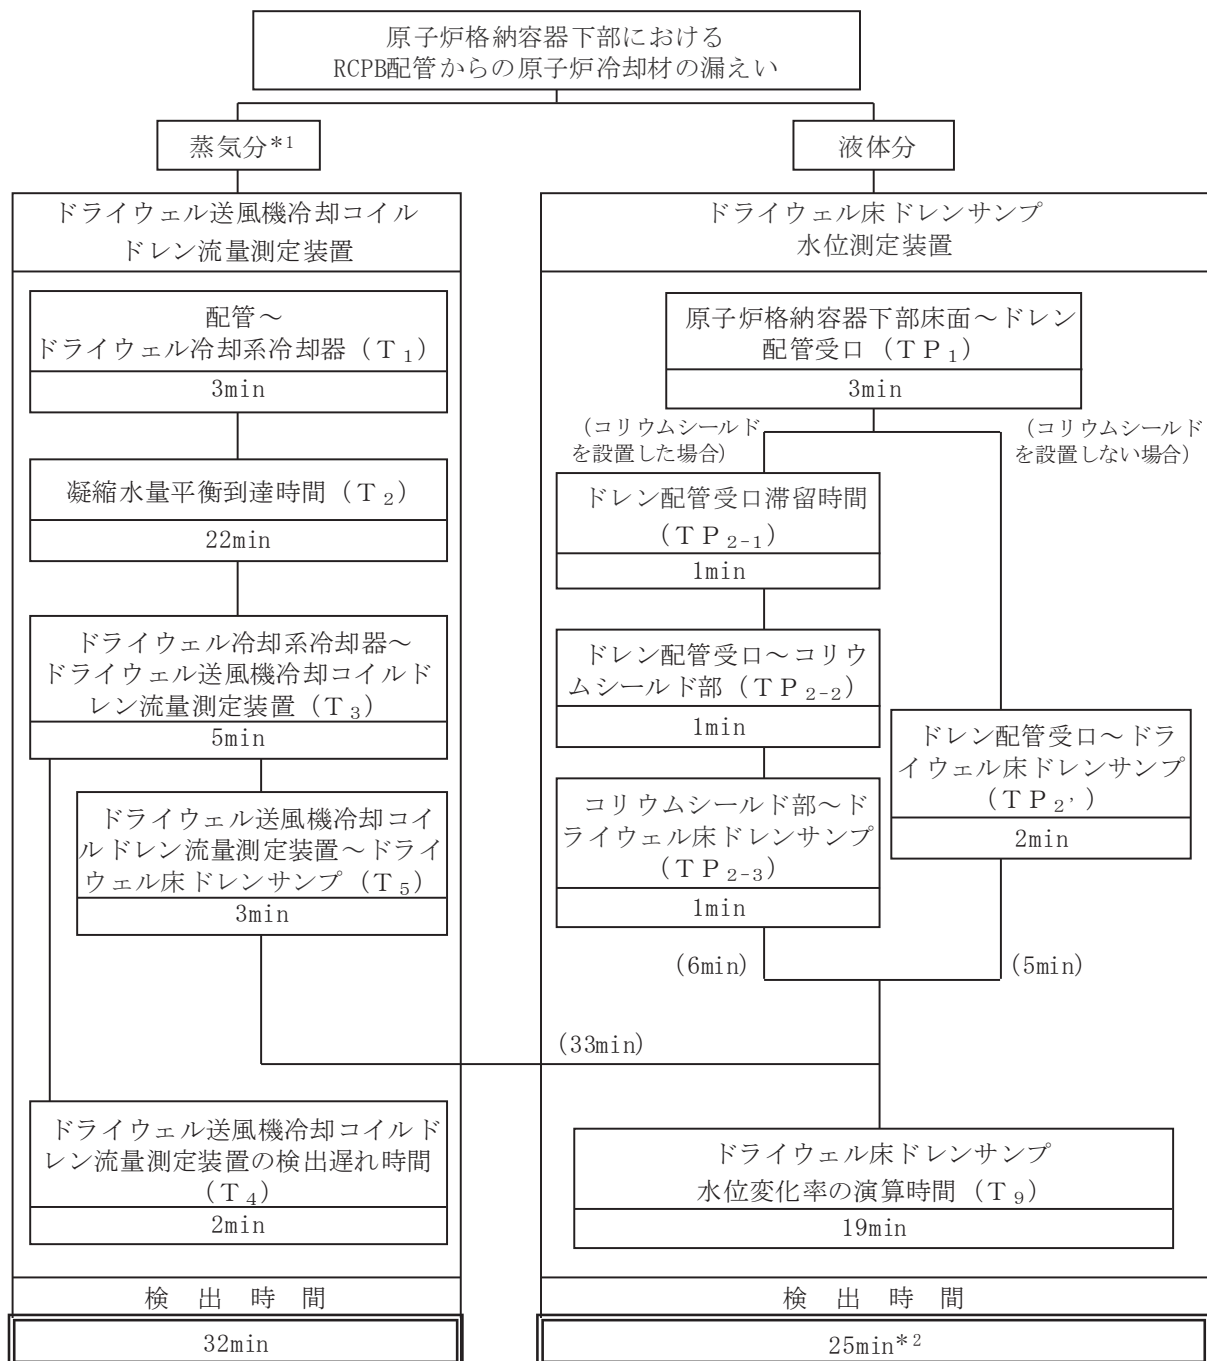 原子炉格納容器下部における
RCPB配管からの原子炉冷却材の漏えい
蒸気分*1
液体分
ドライウェル送風機冷却コイル
ドレン流量測定装置
配管～
ドライウェル冷却系冷却器（T1）
3min
凝縮水量平衡到達時間（T2）
22min
ドライウェル冷却系冷却器～
ドライウェル送風機冷却コイルド
レン流量測定装置（T3）
5min
ドライウェル送風機冷却コイ
ルドレン流量測定装置～ドライ
ウェル床ドレンサンプ（T5）
3min
ドライウェル送風機冷却コイルド
レン流量測定装置の検出遅れ時間
（T4）
2min
検 出 時 間
32min
ドライウェル床ドレンサンプ
水位測定装置
原子炉格納容器下部床面～ドレン
配管受口（TP1）
3min
（コリウムシールド
を設置した場合）
（コリウムシールド
を設置しない場合）
ドレン配管受口滞留時間
（TP2-1）
1min
ドレン配管受口～コリウ
ムシールド部（TP2-2）
1min
コリウムシールド部～ド
ライウェル床ドレンサンプ
（TP2-3）
1min
ドレン配管受口～ドラ
イウェル床ドレンサンプ
（TP2'）
2min
(6min)
(5min)
(33min)
ドライウェル床ドレンサンプ
水位変化率の演算時間（T9）
19min
検 出 時 間
25min*2